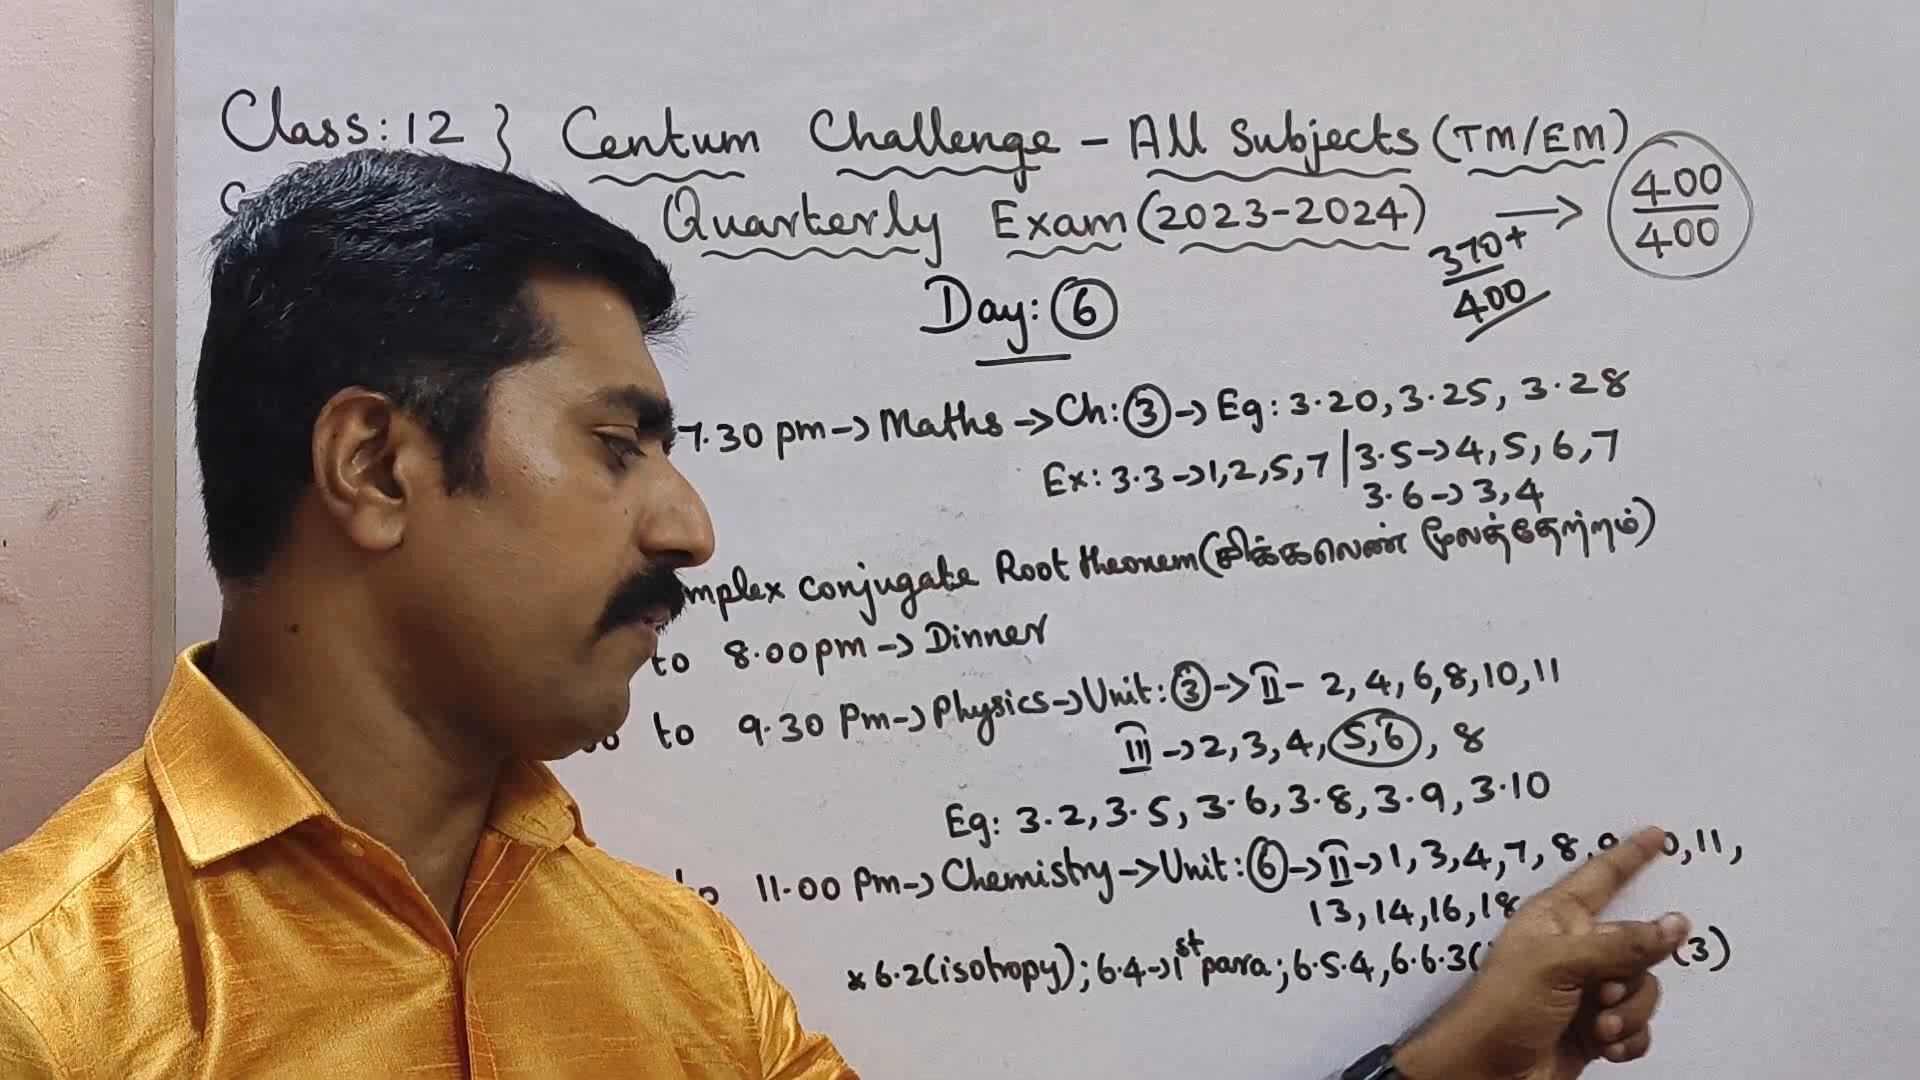 Class: 12 } Centum Challenge - All Subjects (TM/EM)
Quarterly Exam (2023-2024) 370+/400 → 400/400
Day: 6
7.30 pm → Maths → Ch: 3 → Eg: 3.20, 3.25, 3.28
Ex: 3.3 → 1, 2, 5, 7 | 3.5 → 4, 5, 6, 7
3.6 → 3, 4
conjugate Root theorem (சிக்கலெண் மூலத்தேற்றம்)
to 8.00 pm → Dinner
to 9.30 pm → Physics → Unit: 3 → II - 2, 4, 6, 8, 10, 11
III → 2, 3, 4, 5, 6, 8
Eg: 3.2, 3.5, 3.6, 3.8, 3.9, 3.10
11.00 pm → Chemistry → Unit: 6 → II → 1, 3, 4, 7, 8, 11,
13, 14, 16, 18
* 6.2 (isotropy); 6.4 → 1st para; 6.5.4, 6.6.3( (3)